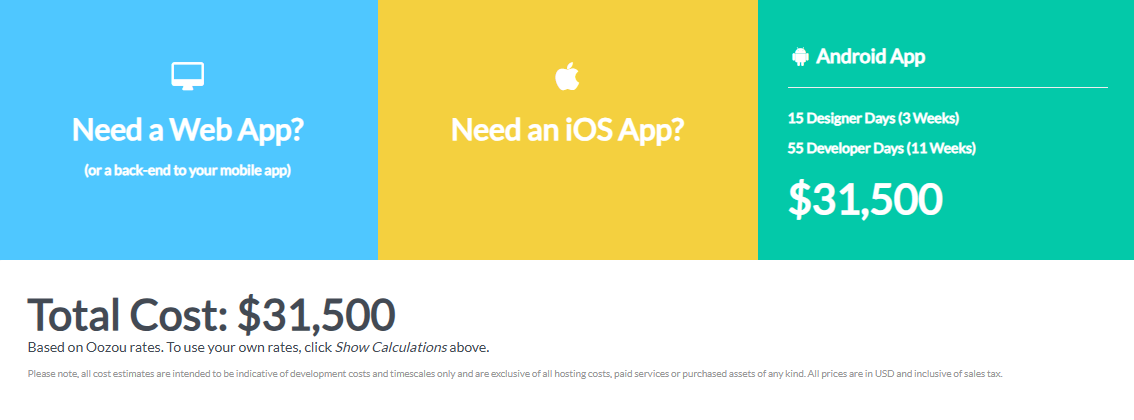 Need a Web App?
(or a back-end to your mobile app)
Need an iOS App?
Android App
15 Designer Days (3 Weeks)
55 Developer Days (11 Weeks)
$31,500
Total Cost: $31,500
Based on Oozou rates. To use your own rates, click Show Calculations above.
Please note, all cost estimates are intended to be indicative of development costs and timescales only and are exclusive of all hosting costs, paid services or purchased assets of any kind. All prices are in USD and inclusive of sales tax.